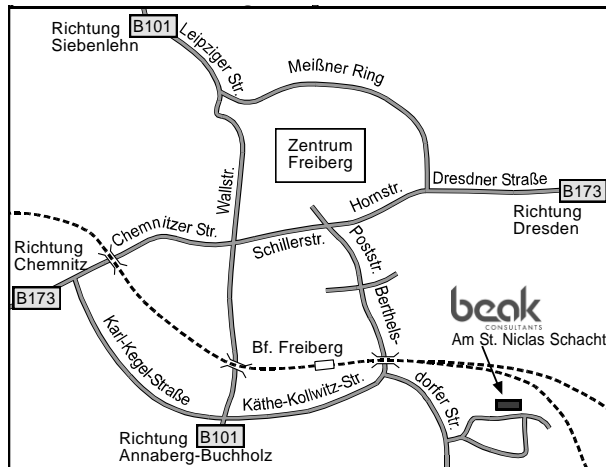 Richtung
Siebenlehn
B101
Leipziger Str.
Meißner Ring
Zentrum
Freiberg
Wallstr.
Hornstr.
Dresdner Straße
B173
Richtung
Dresden
Chemnitzer Str.
Schillerstr.
Poststr.
Richtung
Chemnitz
B173
Berthels-
dorfer Str.
beak
CONSULTANTS
Am St. Niclas Schacht
Karl-Kegel-Straße
Bf. Freiberg
Käthe-Kollwitz-Str.
Richtung
Annaberg-Buchholz
B101